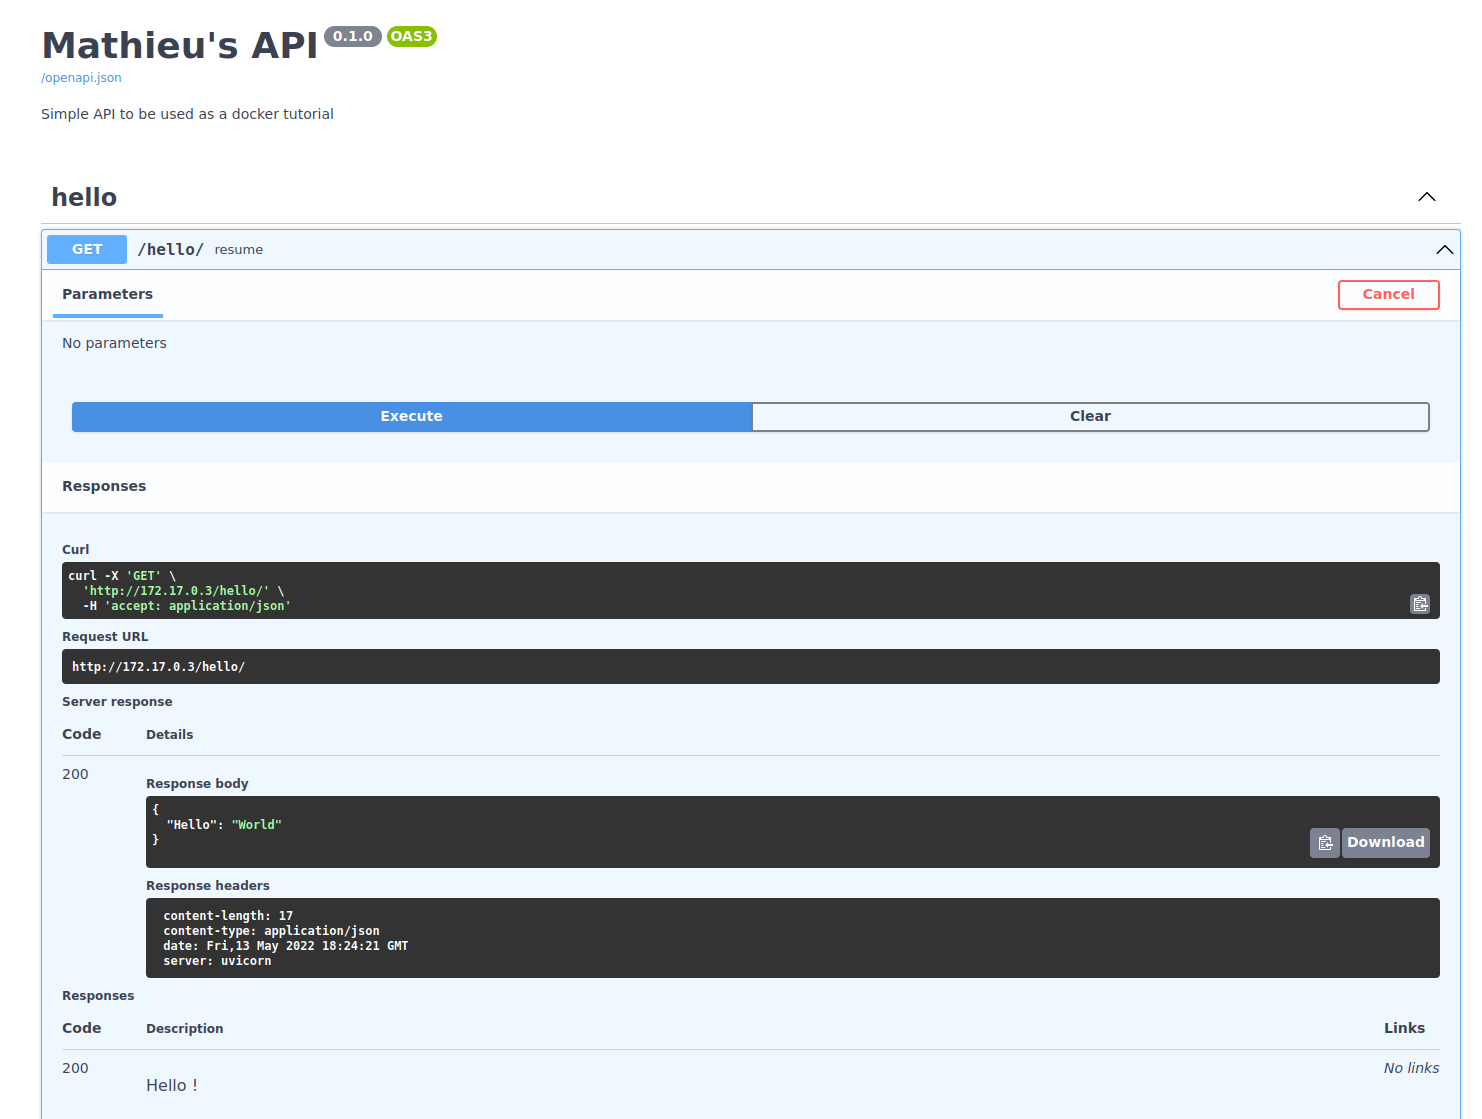 Mathieu's API 0.1.0 OAS3
/openapi.json
Simple API to be used as a docker tutorial
hello
GET /hello/ resume
Parameters Cancel
No parameters
Execute Clear
Responses
Curl
curl -X 'GET' \
'http://172.17.0.3/hello/' \
-H 'accept: application/json'
Request URL
http://172.17.0.3/hello/
Server response
Code Details
200
Response body
{
"Hello": "World"
}
Download
Response headers
content-length: 17
content-type: application/json
date: Fri,13 May 2022 18:24:21 GMT
server: uvicorn
Responses
Code Description Links
200 No links
Hello !